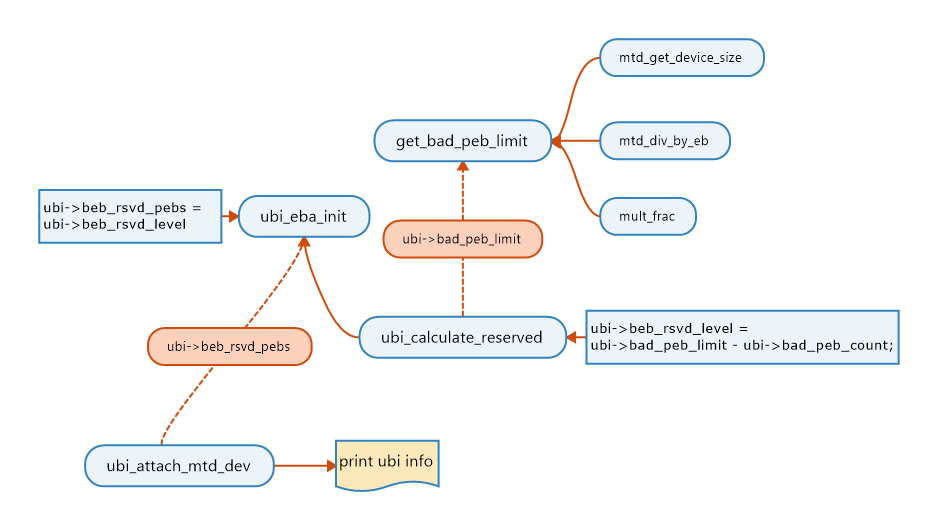 mtd_get_device_size
get_bad_peb_limit
mtd_div_by_eb
ubi->beb_rsvd_pebs =
ubi->beb_rsvd_level
ubi_eba_init
mult_frac
ubi->bad_peb_limit
ubi_calculate_reserved
ubi->beb_rsvd_level =
ubi->bad_peb_limit - ubi->bad_peb_count;
ubi->beb_rsvd_pebs
ubi_attach_mtd_dev
print ubi info